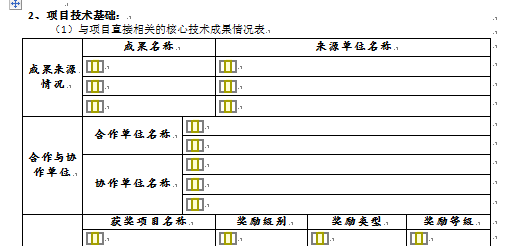 2、项目技术基础：
（1）与项目直接相关的核心技术成果情况表
成果来源情况
成果名称
来源单位名称
合作与协作单位
合作单位名称
协作单位名称
获奖项目名称
奖励级别
奖励类型
奖励等级